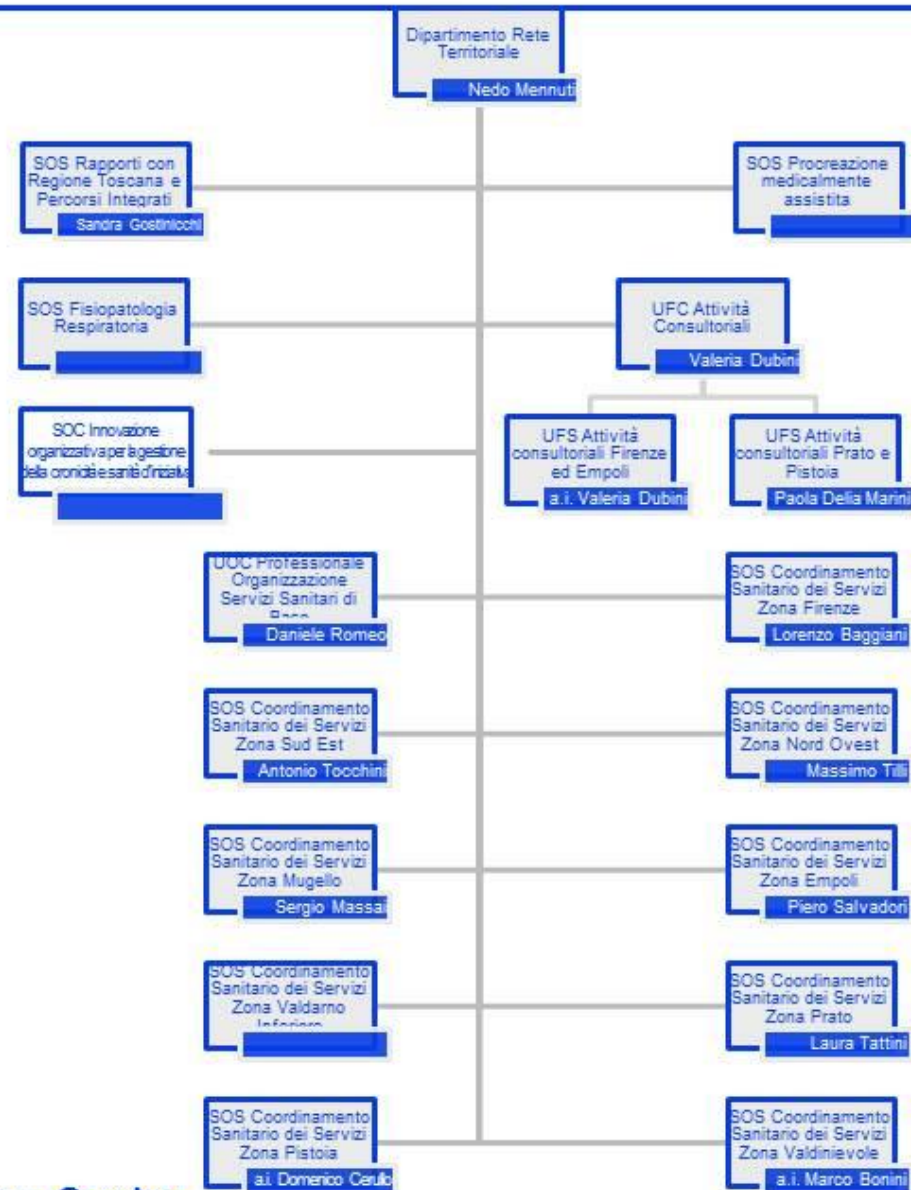 Dipartimento Rete
Territoriale
Nedo Mennuti
SOS Rapporti con
Regione Toscana e
Percorsi Integrati
Sandra Gostinicchi
SOS Procreazione
medicalmente
assistita
SOS Fisiopatologia
Respiratoria
UFC Attività
Consultoriali
Valeria Dubini
SOC Innovazione
organizzativa per la gestione
della cronicità e sanità d'iniziativa
UFS Attività
consultoriali Firenze
ed Empoli
a.i. Valeria Dubini
UFS Attività
consultoriali Prato e
Pistoia
Paola Delia Marini
UOC Professionale
Organizzazione
Servizi Sanitari di
Base
Daniele Romeo
SOS Coordinamento
Sanitario dei Servizi
Zona Firenze
Lorenzo Baggiani
SOS Coordinamento
Sanitario dei Servizi
Zona Sud Est
Antonio Tocchini
SOS Coordinamento
Sanitario dei Servizi
Zona Nord Ovest
Massimo Tilli
SOS Coordinamento
Sanitario dei Servizi
Zona Mugello
Sergio Massai
SOS Coordinamento
Sanitario dei Servizi
Zona Empoli
Piero Salvadori
SOS Coordinamento
Sanitario dei Servizi
Zona Valdarno
Inferiore
SOS Coordinamento
Sanitario dei Servizi
Zona Prato
Laura Tattini
SOS Coordinamento
Sanitario dei Servizi
Zona Pistoia
a.i. Domenico Cerullo
SOS Coordinamento
Sanitario dei Servizi
Zona Valdinievole
a.i. Marco Bonini